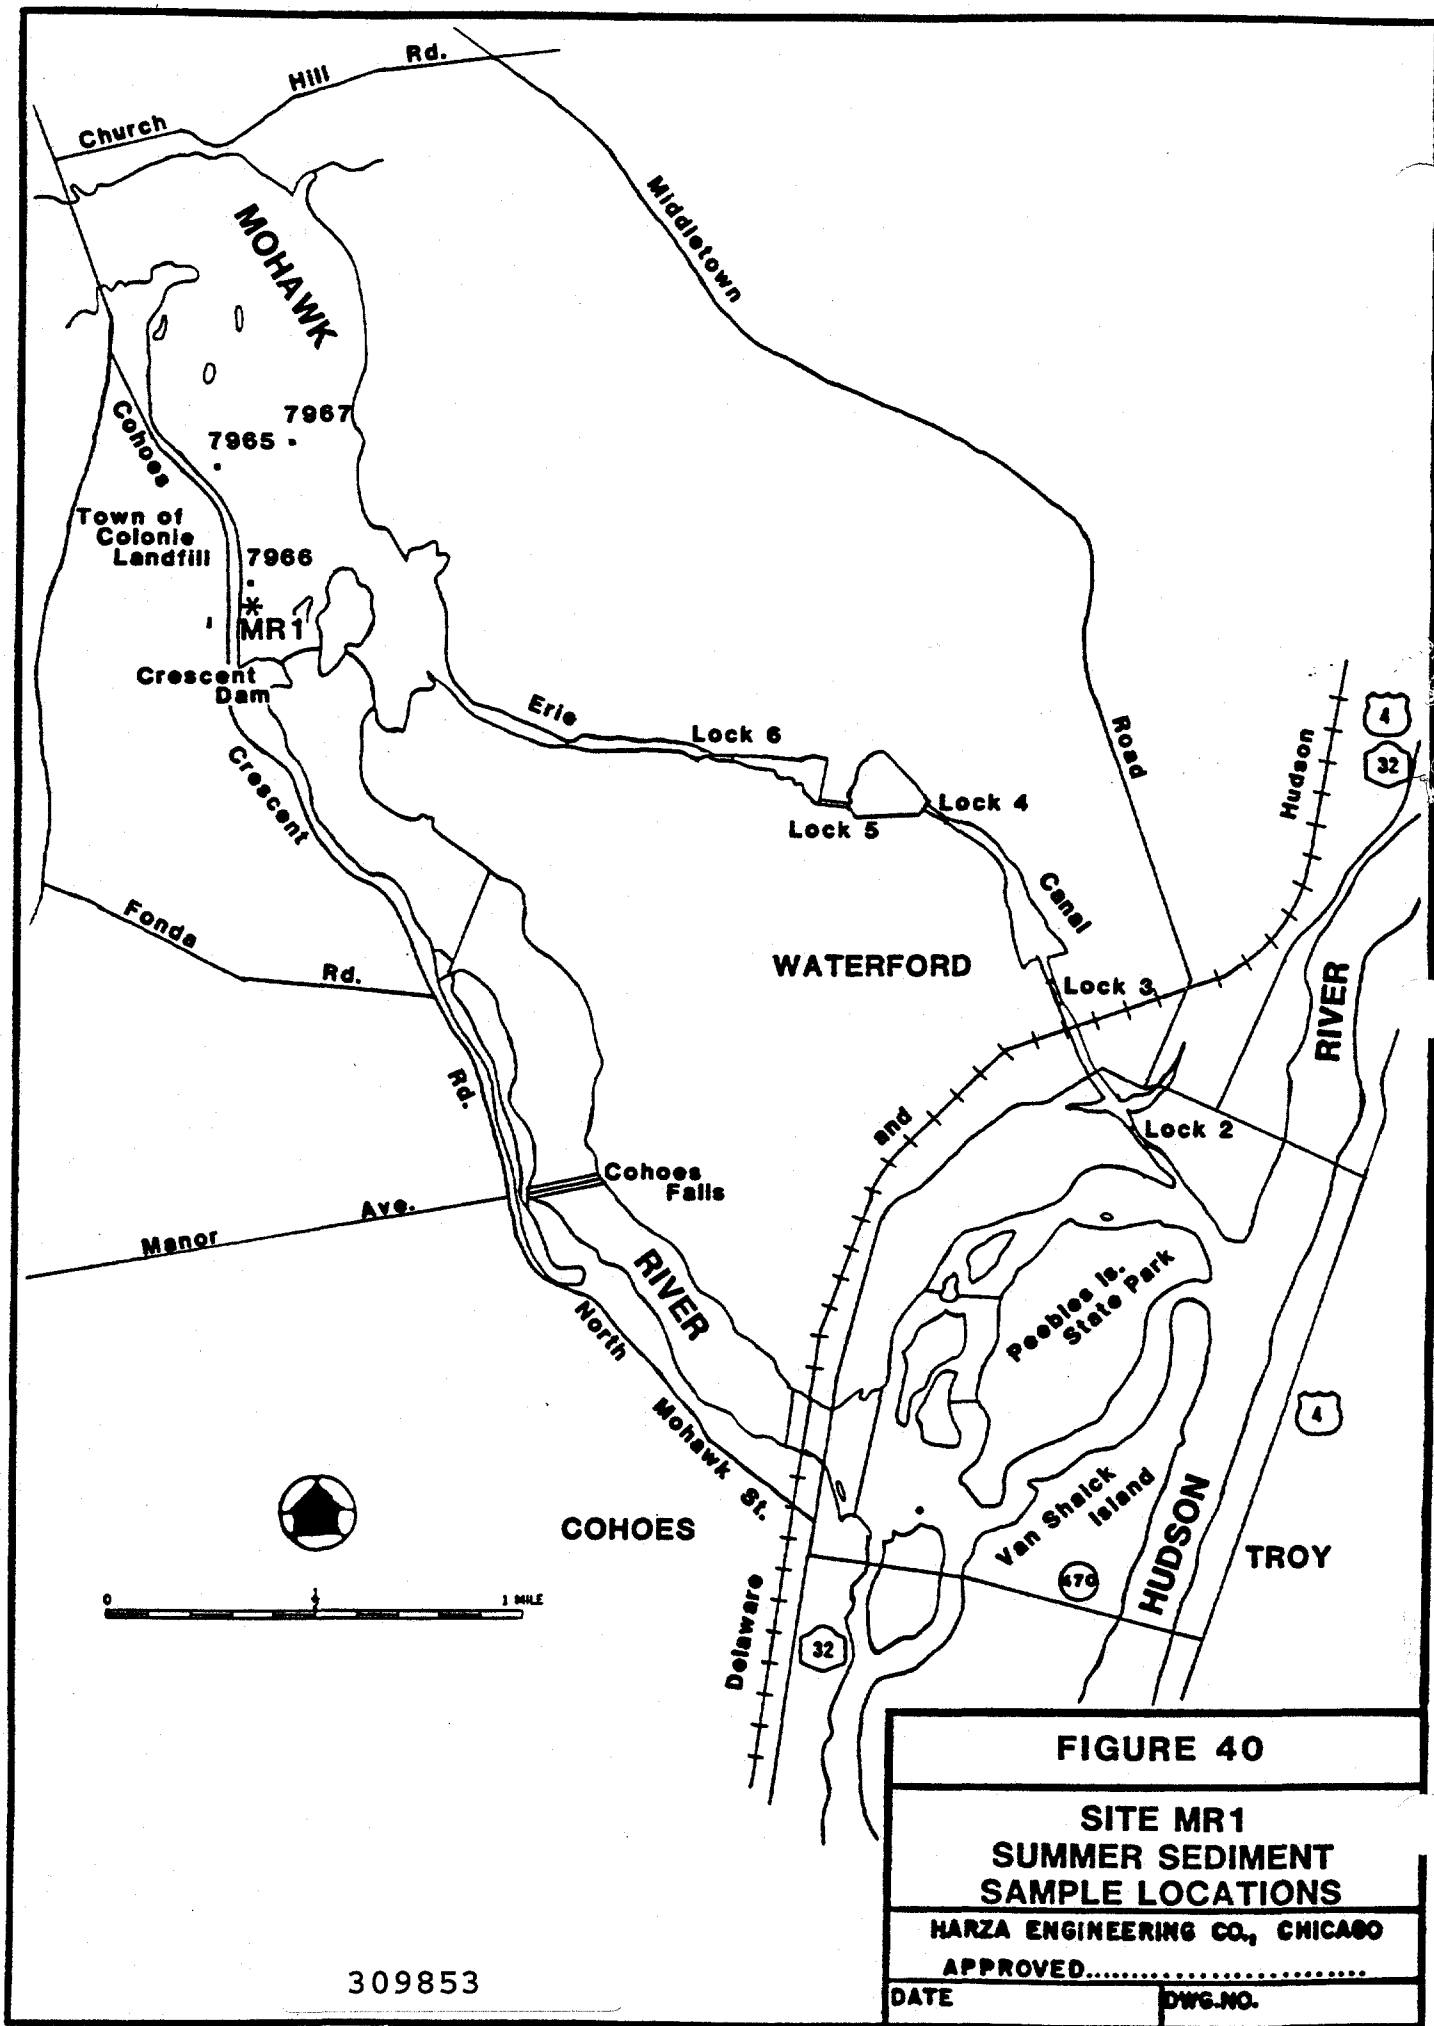 Church
Hill
Rd.
MOHAWK
Middletown
Road
7967
7965
Cohoes
Town of
Colonie
Landfill
7966
MR1
Crescent
Dam
Crescent
Rd.
Erie
Lock 6
Lock 5
Lock 4
Canal
Hudson
4
32
Fonda
Rd.
WATERFORD
Lock 3
RIVER
and
Lock 2
Cohoes
Falls
Manor
Ave.
RIVER
Peebles Is.
State Park
North
Mohawk
St.
4
Van Shaick
Island
HUDSON
COHOES
TROY
470
0
1 MILE
Delaware
32
FIGURE 40
SITE MR1
SUMMER SEDIMENT
SAMPLE LOCATIONS
HARZA ENGINEERING CO., CHICAGO
APPROVED..........................
DATE
DWG.NO.
309853